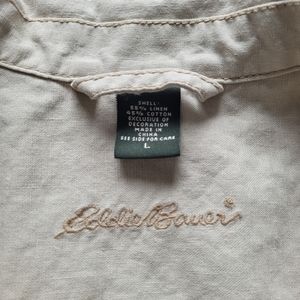 SHELL:
55% LINEN
45% COTTON
EXCLUSIVE OF
DECORATION
MADE IN
CHINA
SEE SIDE FOR CARE
L
Eddie Bauer®